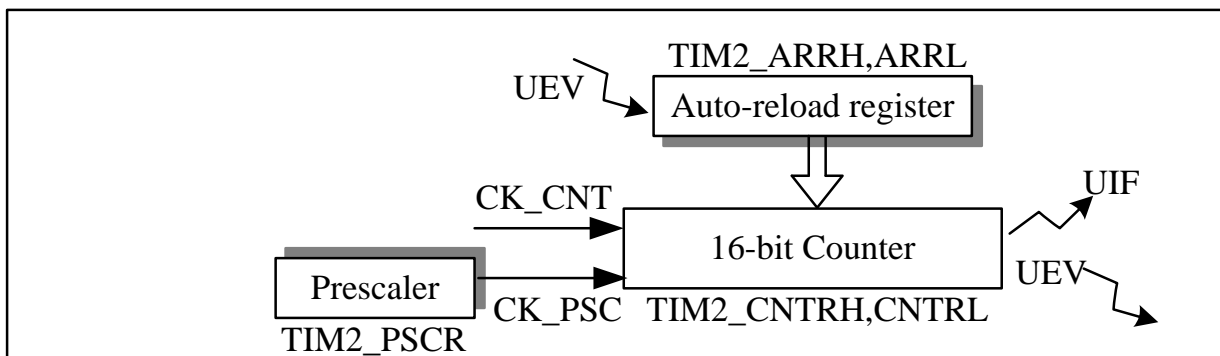 TIM2_ARRH,ARRL
UEV
Auto-reload register
CK_CNT
UIF
16-bit Counter
UEV
Prescaler
CK_PSC
TIM2_CNTRH,CNTRL
TIM2_PSCR